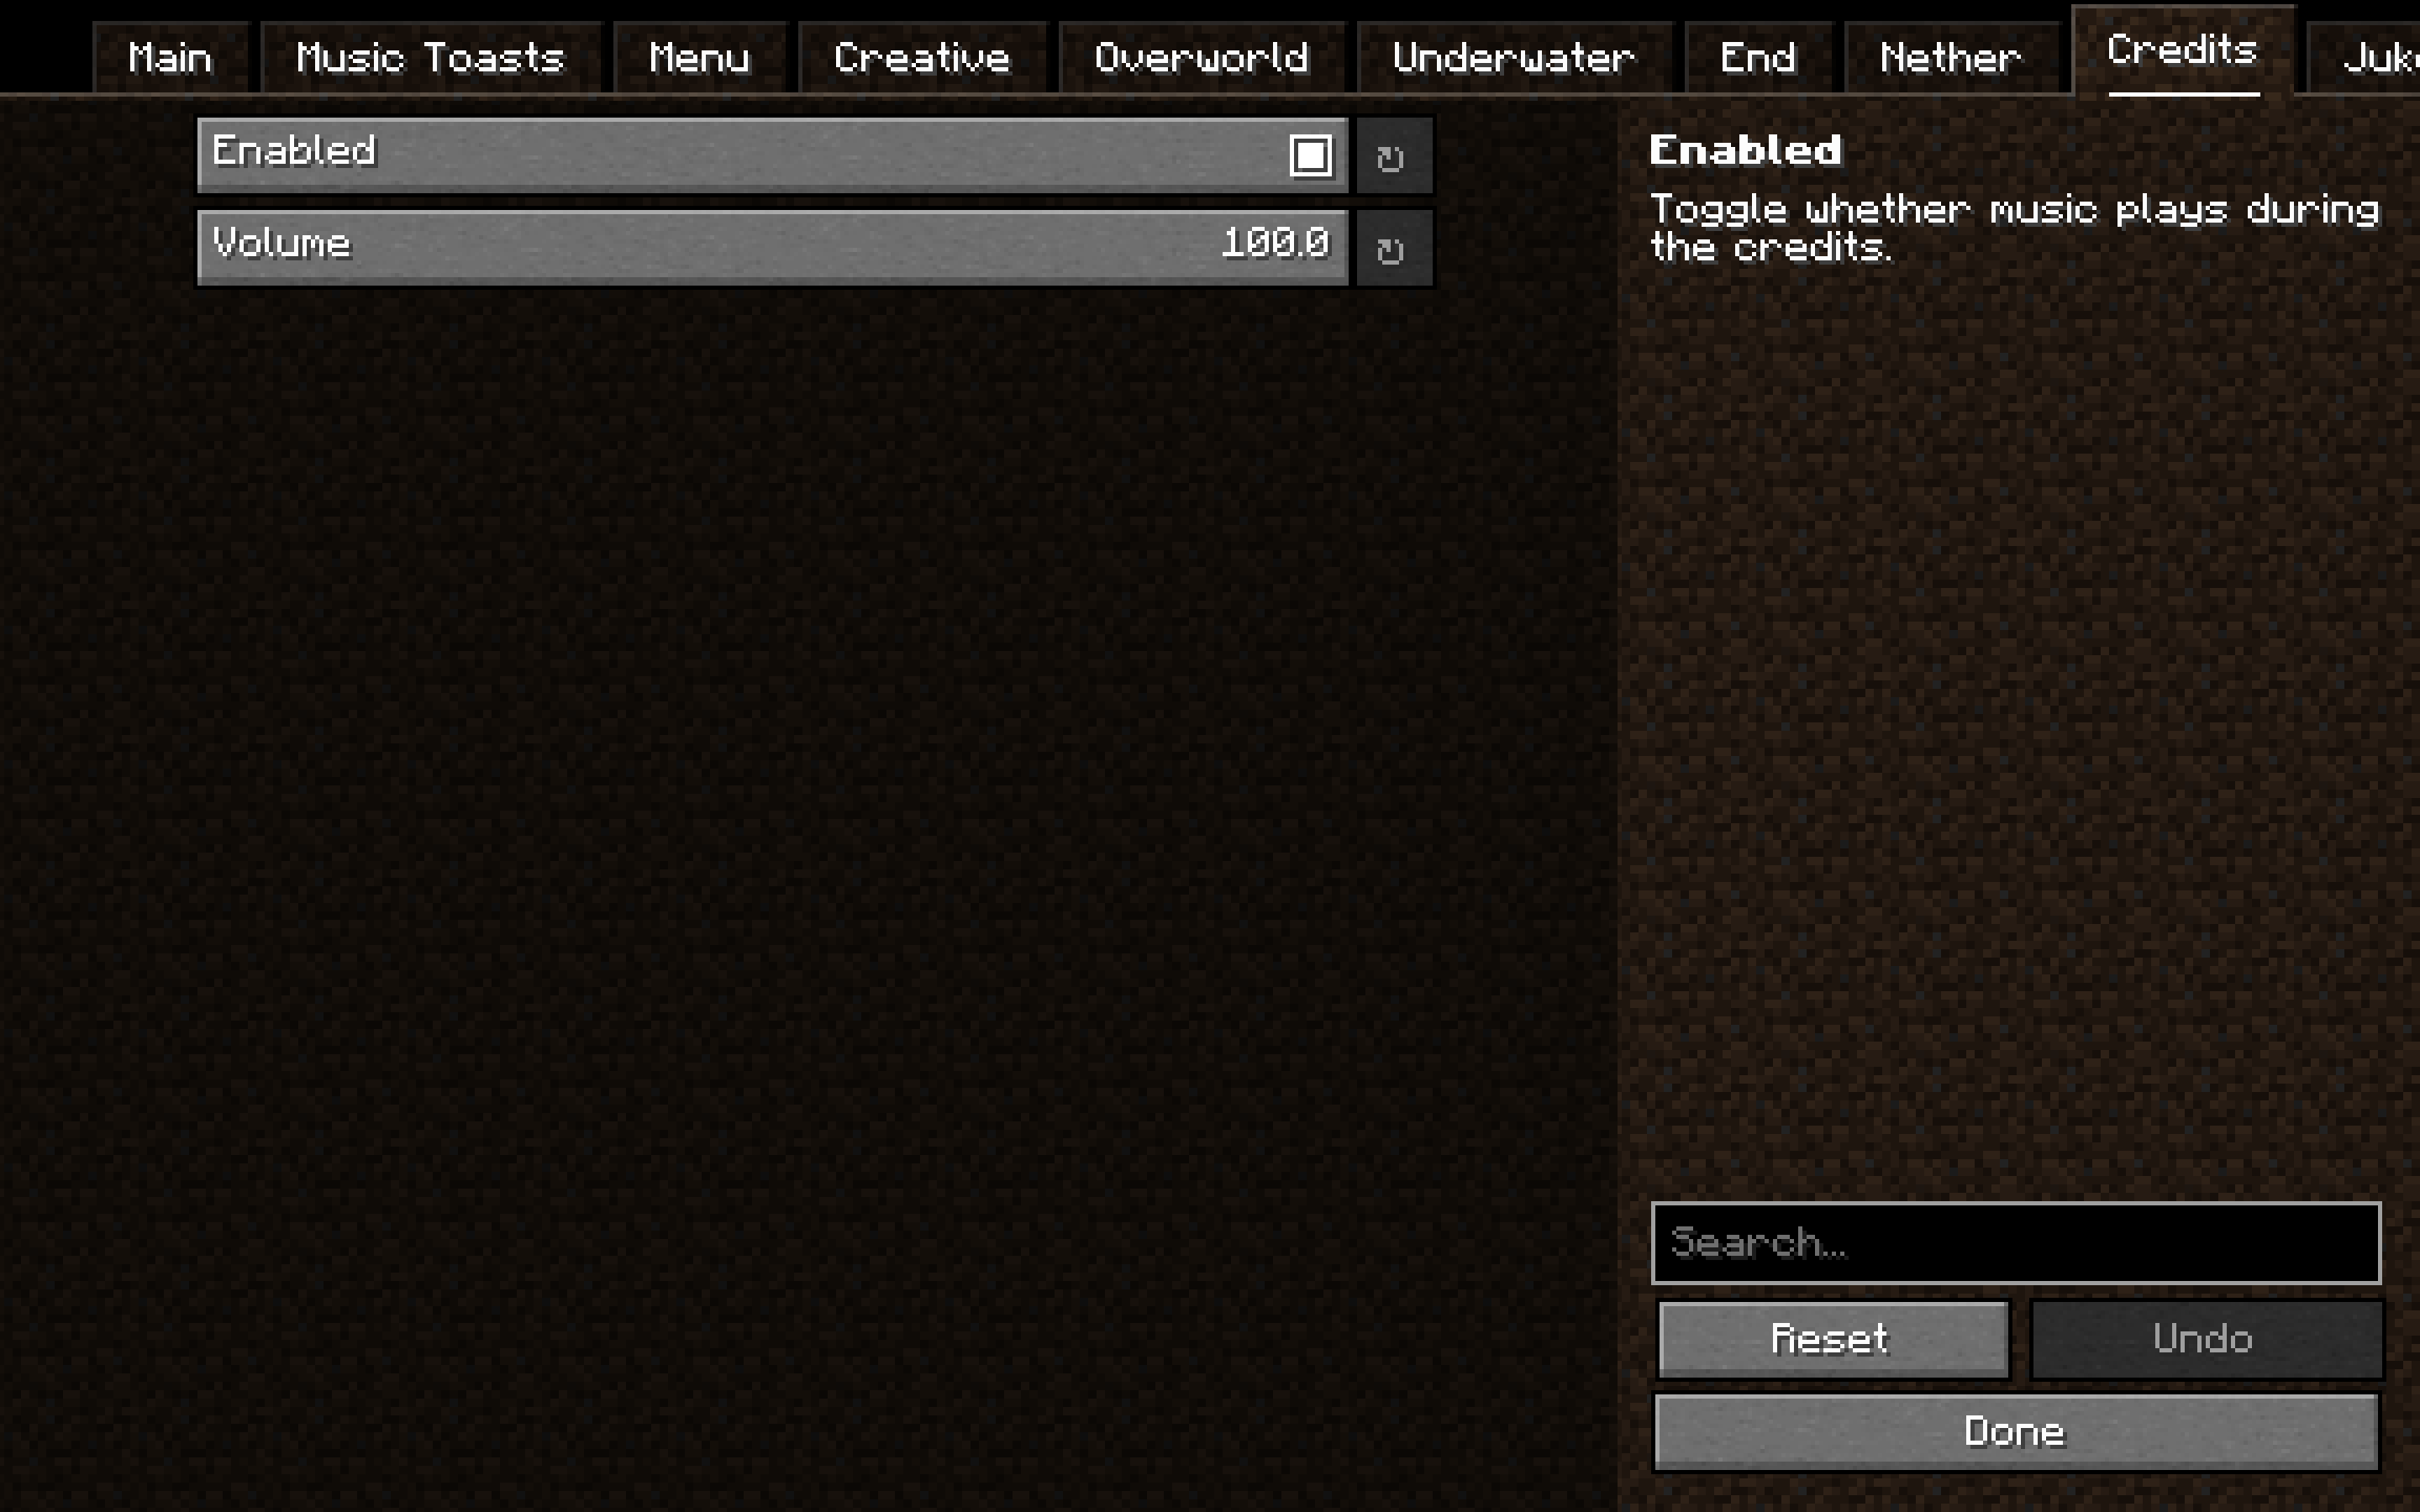 Main
Music Toasts
Menu
Creative
Overworld
Underwater
End
Nether
Credits
Enabled
Volume
100.0
Enabled
Toggle whether music plays during
the credits.
Search...
Reset
Undo
Done